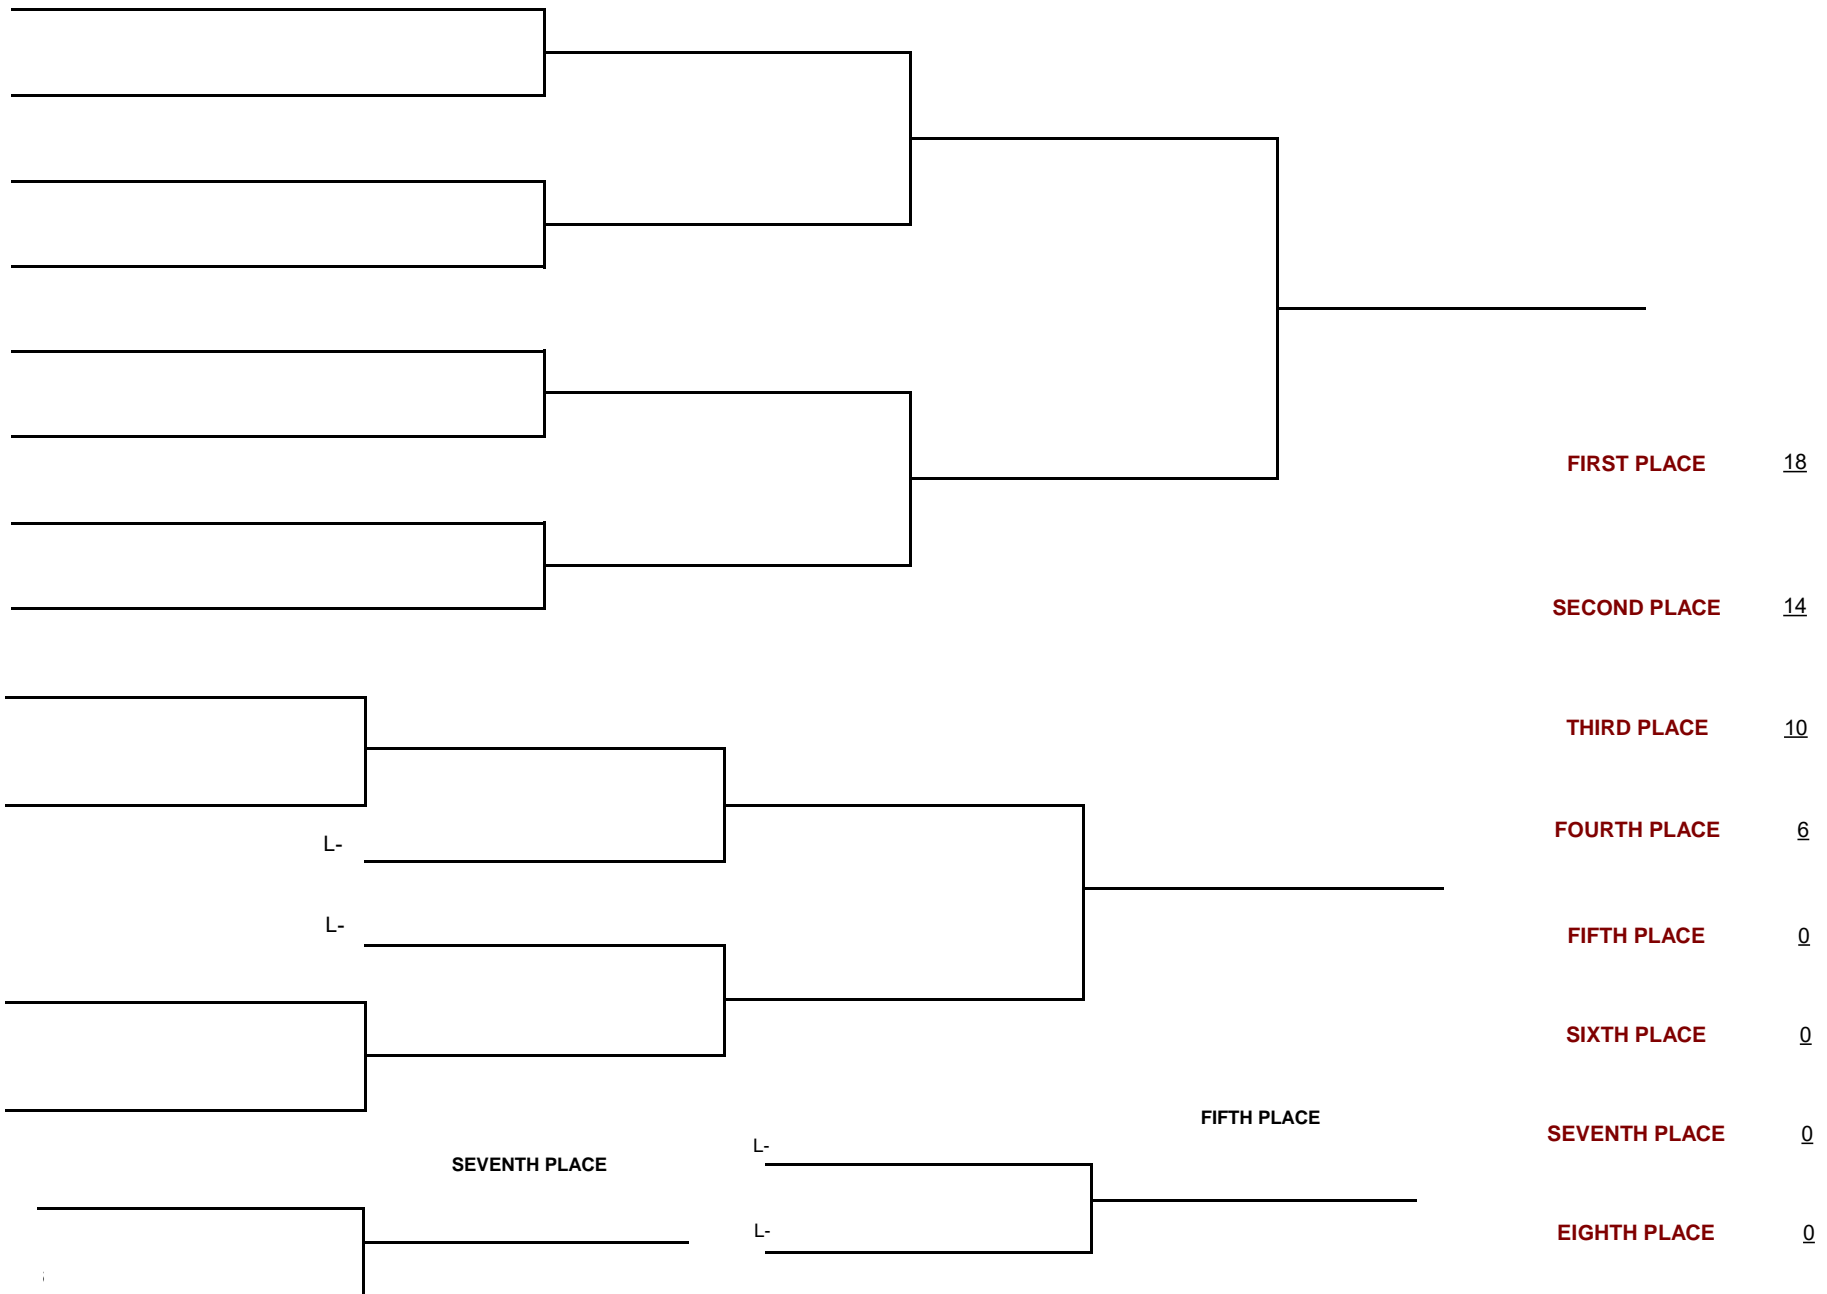 FIRST PLACE 18
SECOND PLACE 14
THIRD PLACE 10
FOURTH PLACE 6
L-
L-
FIFTH PLACE 0
SIXTH PLACE 0
FIFTH PLACE
SEVENTH PLACE 0
L-
SEVENTH PLACE
L-
EIGHTH PLACE 0